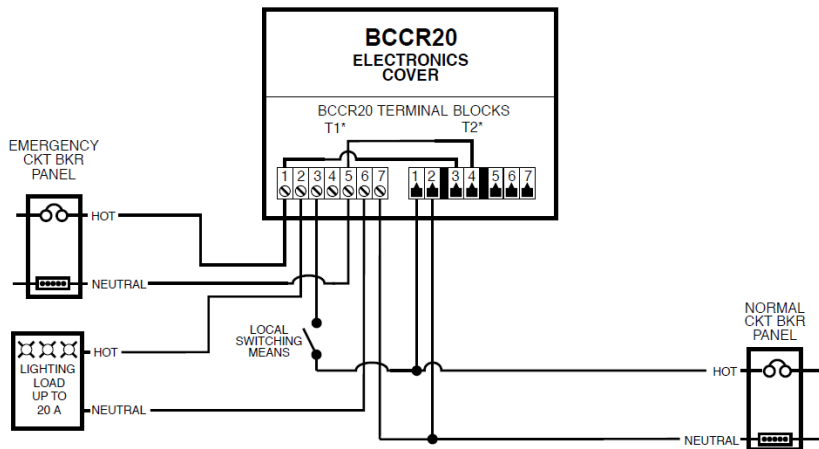 BCCR20
ELECTRONICS
COVER
BCCR20 TERMINAL BLOCKS
T1*
T2*
1 2 3 4 5 6 7
1 2 3 4 5 6 7
EMERGENCY
CKT BKR
PANEL
HOT
NEUTRAL
LIGHTING
LOAD
UP TO
20 A
HOT
NEUTRAL
LOCAL
SWITCHING
MEANS
NORMAL
CKT BKR
PANEL
HOT
NEUTRAL